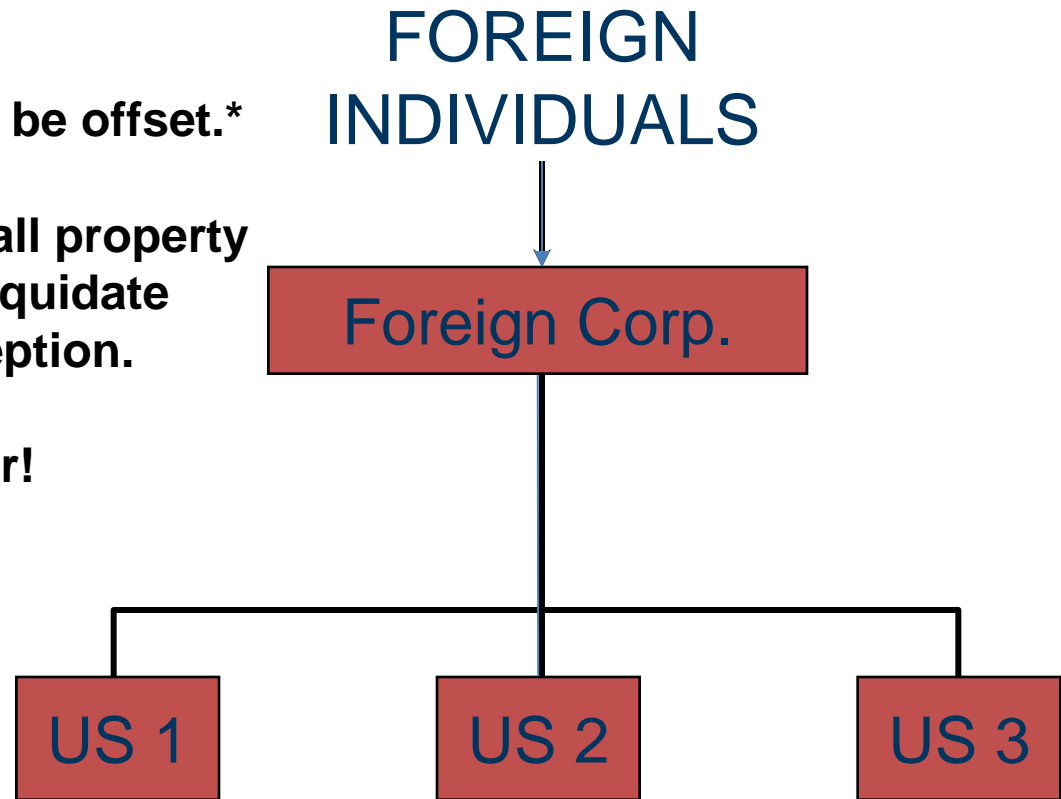 FOREIGN
INDIVIDUALS
be offset.*
all property
quidate
eption.
r!
Foreign Corp.
US 1
US 2
US 3